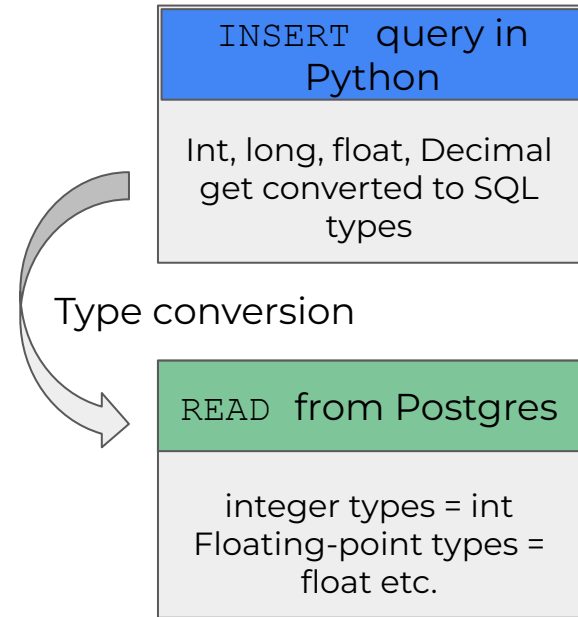 INSERT query in
Python
Int, long, float, Decimal
get converted to SQL
types
Type conversion
READ from Postgres
integer types = int
Floating-point types =
float etc.